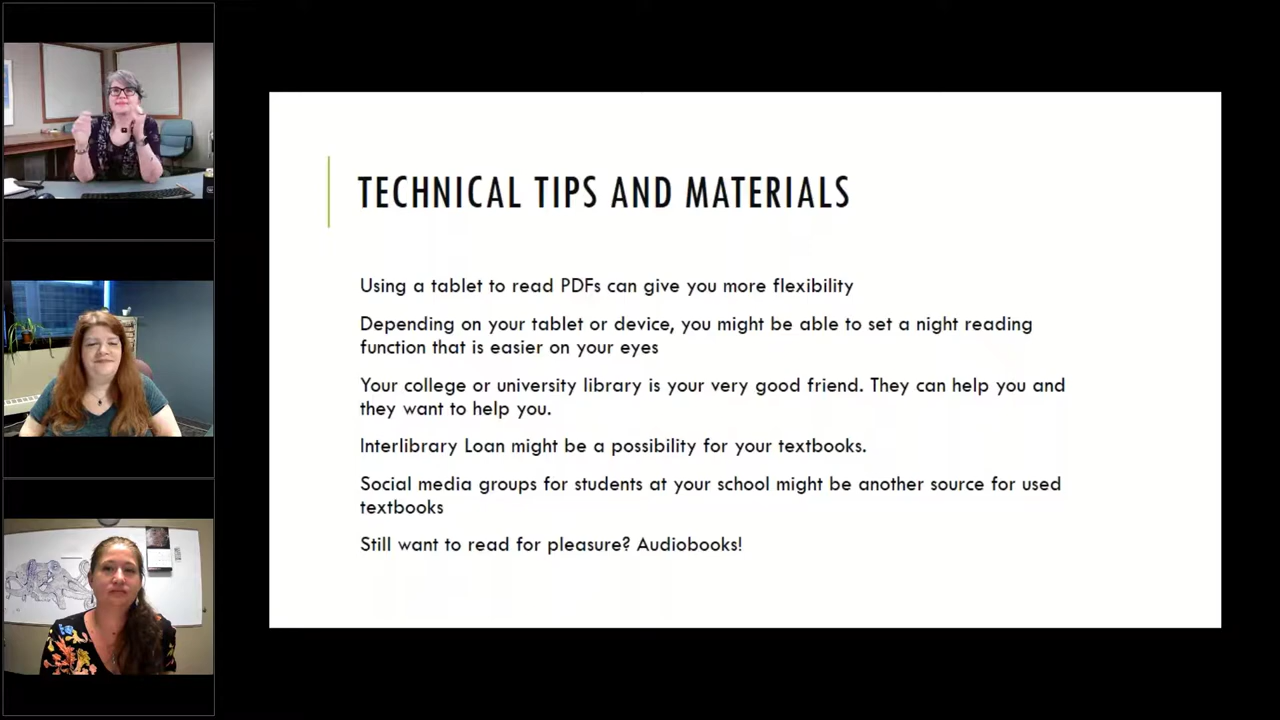 TECHNICAL TIPS AND MATERIALS
Using a tablet to read PDFs can give you more flexibility
Depending on your tablet or device, you might be able to set a night reading
function that is easier on your eyes
Your college or university library is your very good friend. They can help you and
they want to help you.
Interlibrary Loan might be a possibility for your textbooks.
Social media groups for students at your school might be another source for used
textbooks
Still want to read for pleasure? Audiobooks!